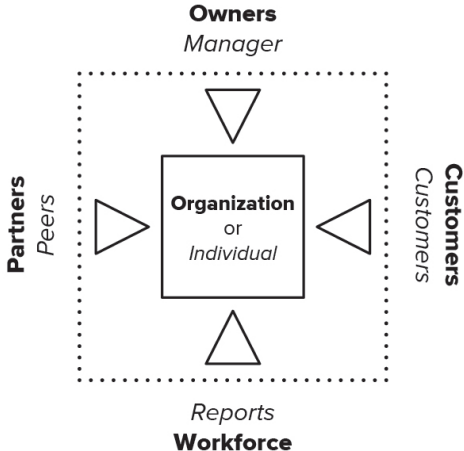 Owners
Manager
Partners
Peers
Organization
or
Individual
Customers
Customers
Reports
Workforce